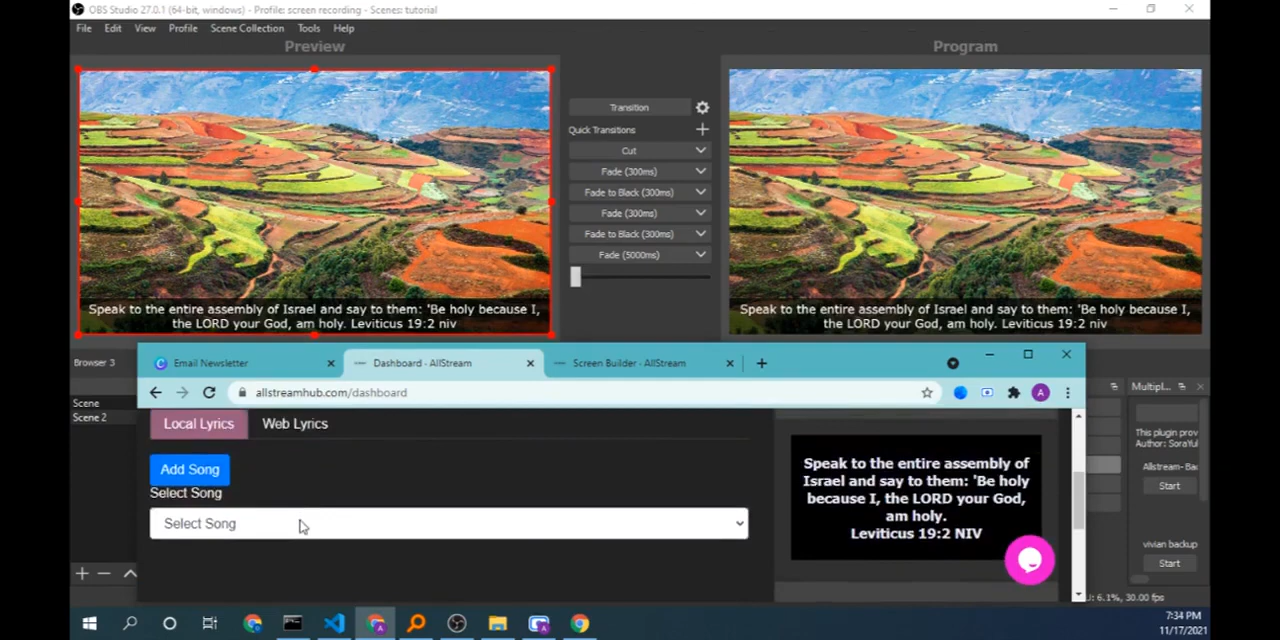 OBS Studio 27.0.1 (64-bit, windows) - Profile: screen recording - Scenes: tutorial
File Edit View Profile Scene Collection Tools Help
Preview
Program
Transition
Quick Transitions
Cut
Fade (300ms)
Fade to Black (300ms)
Fade (300ms)
Fade to Black (300ms)
Fade (5000ms)
Speak to the entire assembly of Israel and say to them: 'Be holy because I,
the LORD your God, am holy. Leviticus 19:2 niv
Speak to the entire assembly of Israel and say to them: 'Be holy because I,
the LORD your God, am holy. Leviticus 19:2 niv
Browser 3
Scene
Scene 2
Email Newsletter
Dashboard - AllStream
Screen Builder - AllStream
allstreamhub.com/dashboard
A
Local Lyrics
Web Lyrics
Add Song
Select Song
Select Song
Speak to the entire assembly of
Israel and say to them: 'Be holy
because I, the LORD your God,
am holy.
Leviticus 19:2 NIV
Multipl...
This plugin prov
Author: SoraYu
Allstream-Ba
Start
vivian backup
Start
6.1%, 30.00 fps
7:34 PM
11/17/2021